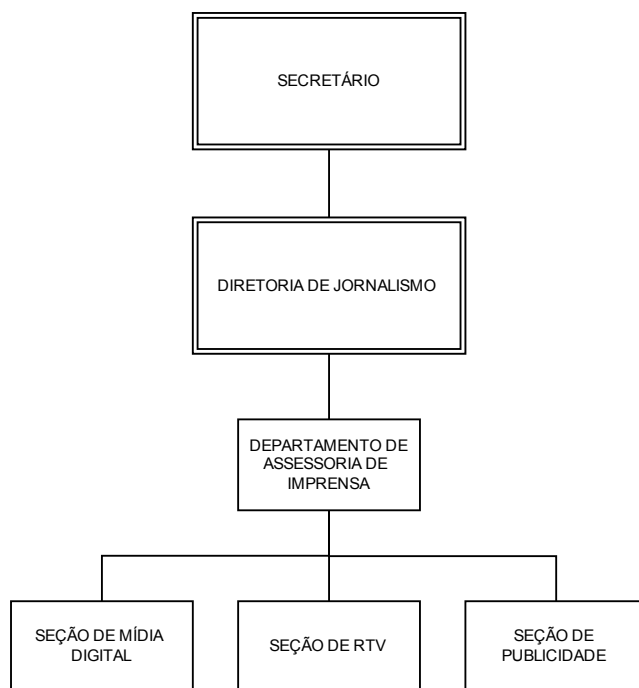 SECRETÁRIO
DIRETORIA DE JORNALISMO
DEPARTAMENTO DE
ASSESSORIA DE
IMPRENSA
SEÇÃO DE MÍDIA
DIGITAL
SEÇÃO DE RTV
SEÇÃO DE
PUBLICIDADE